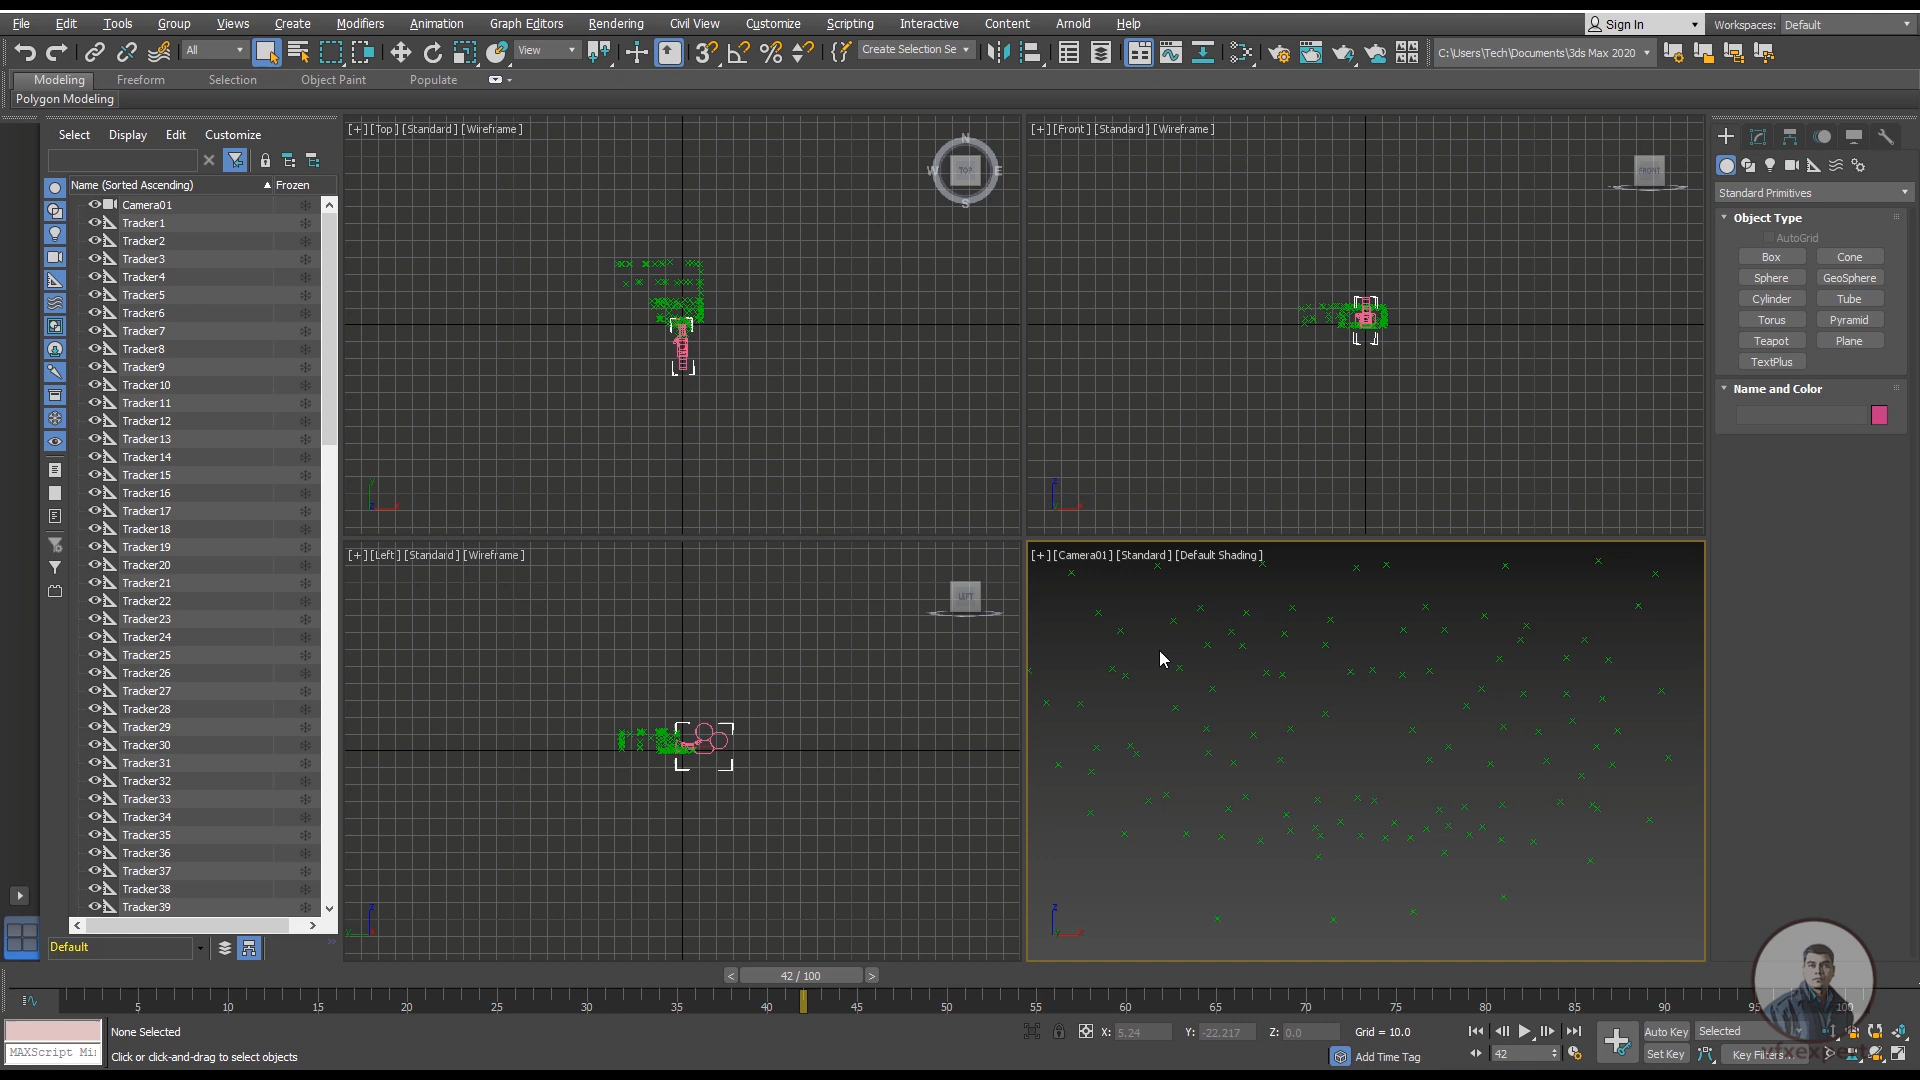 File Edit Tools Group Views Create Modifiers Animation Graph Editors Rendering Civil View Customize Scripting Interactive Content Arnold Help Sign In Workspaces: Default
All View Create Selection Se C:\Users\Tech\Documents\3ds Max 2020
Modeling Freeform Selection Object Paint Populate
Polygon Modeling
Select Display Edit Customize
Name (Sorted Ascending) Frozen
Camera01
Tracker1
Tracker2
Tracker3
Tracker4
Tracker5
Tracker6
Tracker7
Tracker8
Tracker9
Tracker10
Tracker11
Tracker12
Tracker13
Tracker14
Tracker15
Tracker16
Tracker17
Tracker18
Tracker19
Tracker20
Tracker21
Tracker22
Tracker23
Tracker24
Tracker25
Tracker26
Tracker27
Tracker28
Tracker29
Tracker30
Tracker31
Tracker32
Tracker33
Tracker34
Tracker35
Tracker36
Tracker37
Tracker38
Tracker39
Default
[+] [Top] [Standard] [Wireframe]
N
W TOP E
S
[+] [Front] [Standard] [Wireframe]
FRONT
[+] [Left] [Standard] [Wireframe]
LEFT
[+] [Camera01] [Standard] [Default Shading]
Standard Primitives
Object Type
AutoGrid
Box Cone
Sphere GeoSphere
Cylinder Tube
Torus Pyramid
Teapot Plane
TextPlus
Name and Color
< 42 / 100 >
5 10 15 20 25 30 35 40 45 50 55 60 65 70 75 80 85 90 95 100
None Selected X: 5.24 Y: -22.217 Z: 0.0 Grid = 10.0 Auto Key Selected
MAXScript Mi Click or click-and-drag to select objects Add Time Tag 42 Set Key Key Filters...